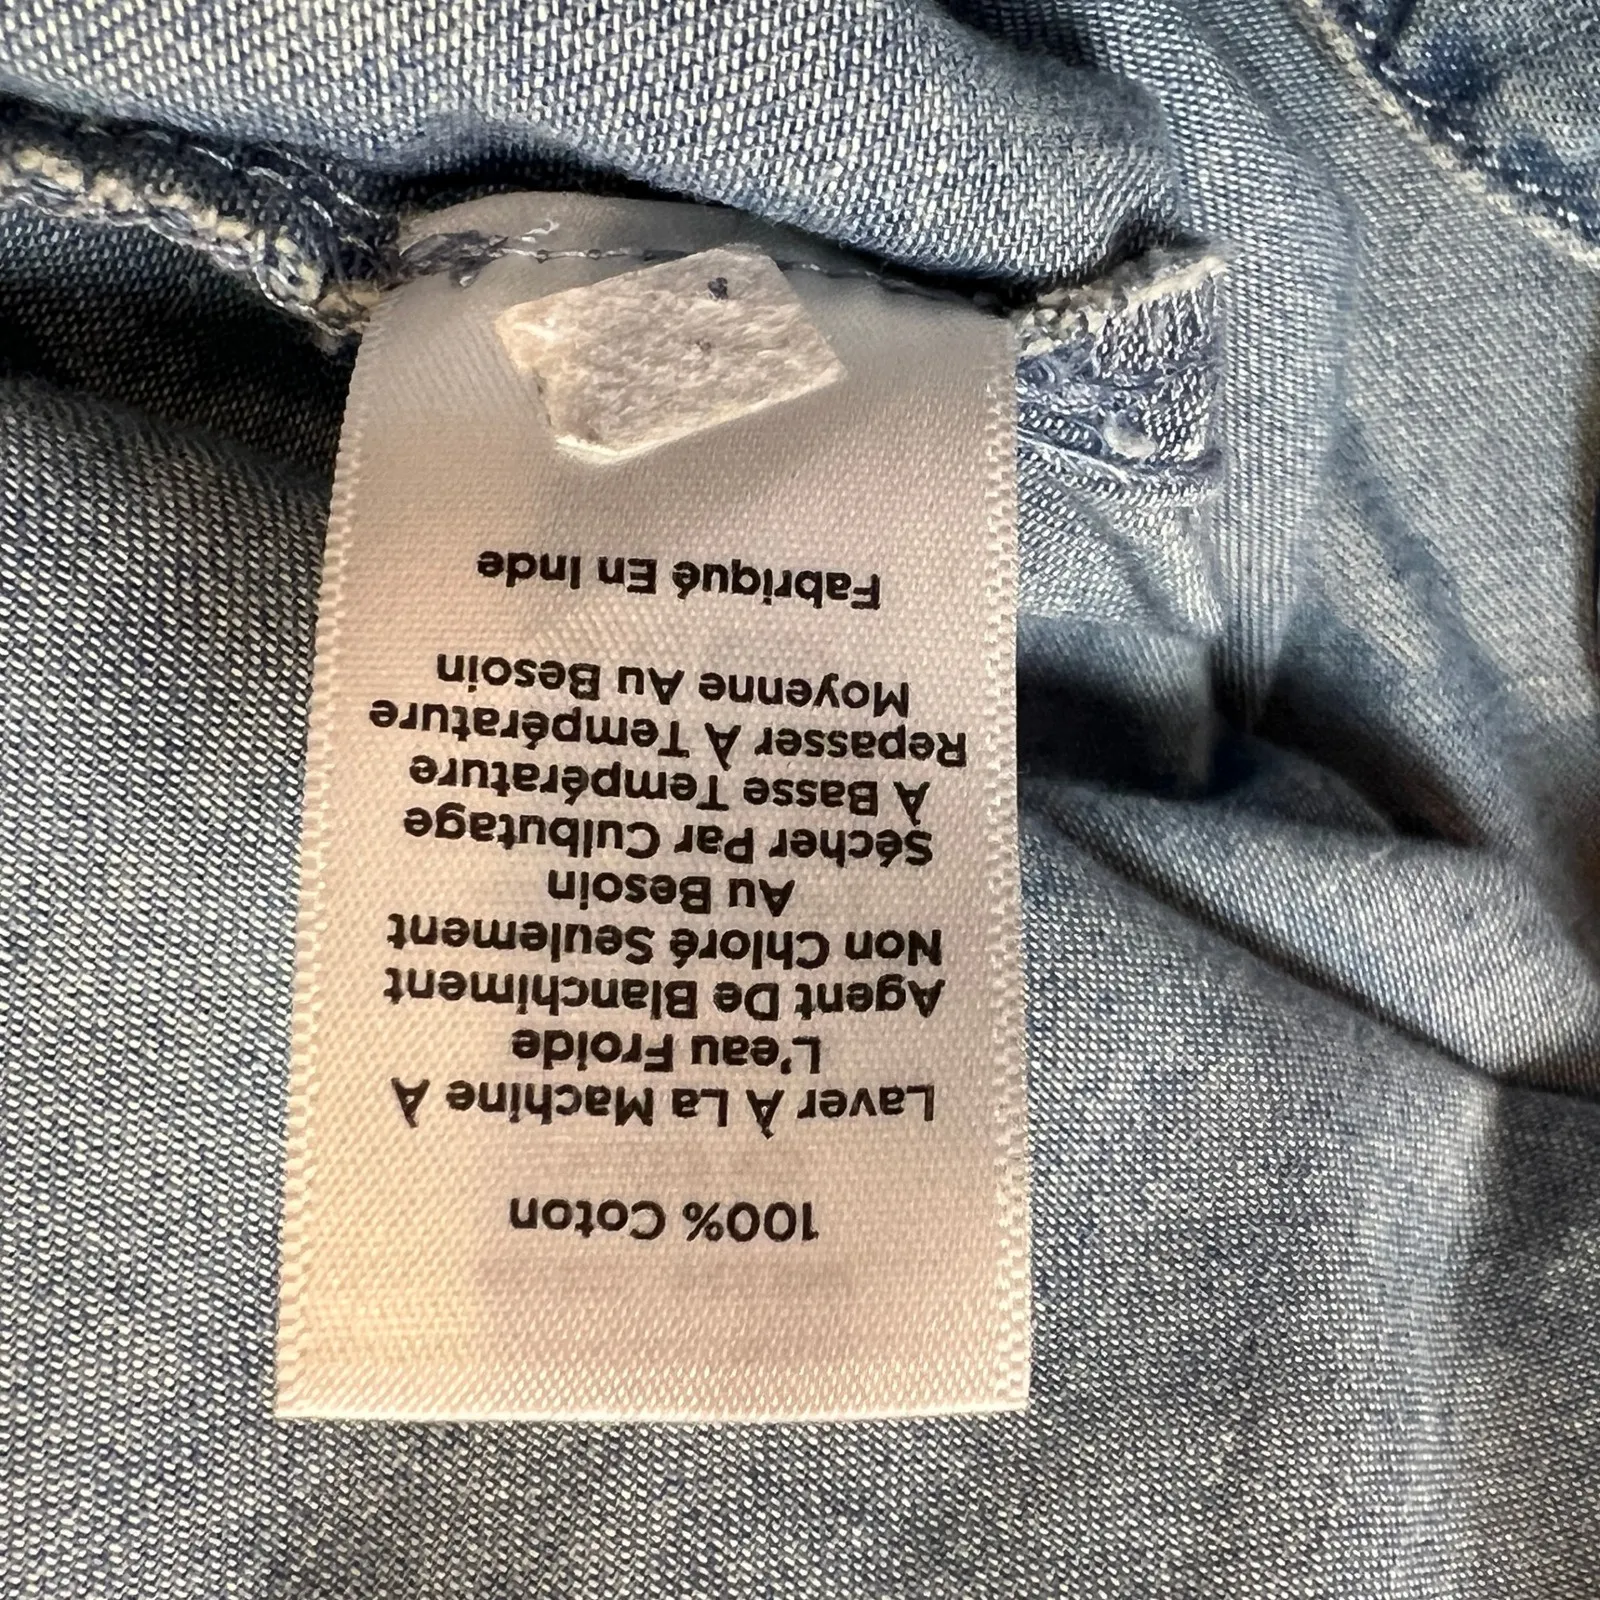 100% Coton
Laver À La Machine À
L'eau Froide
Agent De Blanchiment
Non Chloré Seulement
Au Besoin
Sécher Par Culbutage
À Basse Température
Repasser À Température
Moyenne Au Besoin
Fabriqué En Inde